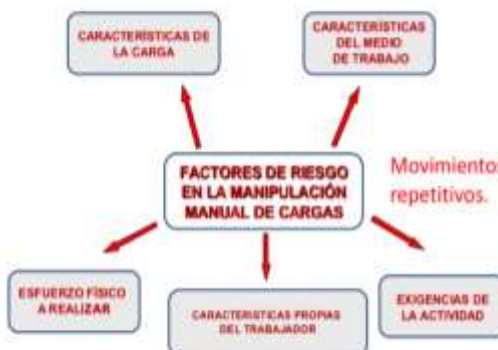 CARACTERÍSTICAS DE
LA CARGA
CARACTERÍSTICAS
DEL MEDIO
DE TRABAJO
FACTORES DE RIESGO
EN LA MANIPULACIÓN
MANUAL DE CARGAS
Movimientos
repetitivos.
ESFUERZO FÍSICO
A REALIZAR
CARACTERISTICAS PROPIAS
DEL TRABAJADOR
EXIGENCIAS DE
LA ACTIVIDAD